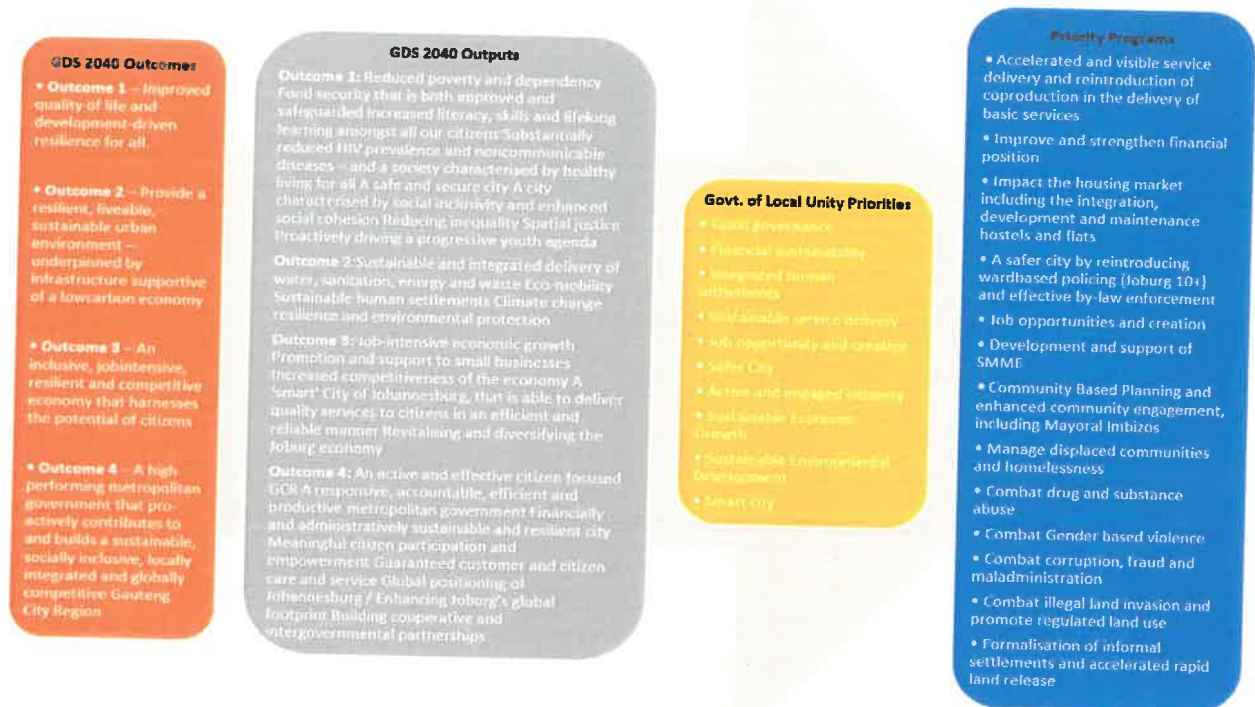 GDS 2040 Outcomes
• Outcome 1 – Improved
quality of life and
development-driven
resilience for all.
• Outcome 2 – Provide a
resilient, liveable,
sustainable urban
environment –
underpinned by
infrastructure supportive
of a lowcarbon economy
• Outcome 3 – An
inclusive, jobintensive,
resilient and competitive
economy that harnesses
the potential of citizens
• Outcome 4 – A high
performing metropolitan
government that pro-
actively contributes to
and builds a sustainable,
socially inclusive, locally
integrated and globally
competitive Gauteng
City Region
GDS 2040 Outputs
Outcome 1: Reduced poverty and dependency
Food security that is both improved and
safeguarded increased literacy, skills and lifelong
learning amongst all our citizens Substantially
reduced HIV prevalence and noncommunicable
diseases – and a society characterised by healthy
living for all A safe and secure city A city
characterised by social inclusivity and enhanced
social cohesion Reducing inequality Spatial justice
Proactively driving a progressive youth agenda
Outcome 2:Sustainable and integrated delivery of
water, sanitation, energy and waste Eco-mobility
Sustainable human settlements Climate change
resilience and environmental protection
Outcome 3: Job-intensive economic growth
Promotion and support to small businesses
Increased competitiveness of the economy A
'smart' City of Johannesburg, that is able to deliver
quality services to citizens in an efficient and
reliable manner Revitalising and diversifying the
Joburg economy
Outcome 4: An active and effective citizen focused
GCR A responsive, accountable, efficient and
productive metropolitan government Financially
and administratively sustainable and resilient city
Meaningful citizen participation and
empowerment Guaranteed customer and citizen
care and service Global positioning of
Johannesburg / Enhancing Joburg's global
footprint Building cooperative and
intergovernmental partnerships
Govt. of Local Unity Priorities
• Good governance
• Financial sustainability
• Integrated human
settlements
• Sustainable service delivery
• Job opportunity and creation
• Safer City
• Active and engaged citizenry
• Sustainable Economic
Growth
• Sustainable Environmental
Development
• Smart City
Priority Programs
• Accelerated and visible service
delivery and reintroduction of
coproduction in the delivery of
basic services
• Improve and strengthen financial
position
• Impact the housing market
including the integration,
development and maintenance
hostels and flats
• A safer city by reintroducing
wardbased policing (Joburg 10+)
and effective by-law enforcement
• Job opportunities and creation
• Development and support of
SMME
• Community Based Planning and
enhanced community engagement,
including Mayoral Imbizos
• Manage displaced communities
and homelessness
• Combat drug and substance
abuse
• Combat Gender based violence
• Combat corruption, fraud and
maladministration
• Combat illegal land invasion and
promote regulated land use
• Formalisation of informal
settlements and accelerated rapid
land release